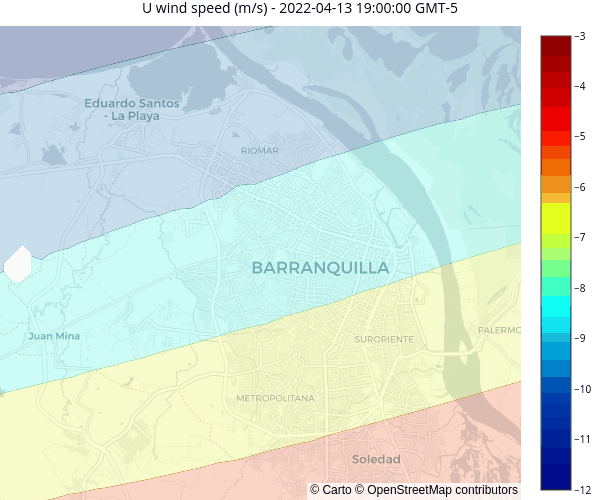 U wind speed (m/s) - 2022-04-13 19:00:00 GMT-5
−3
−4
−5
−6
−7
−8
−9
−10
−11
−12
Eduardo Santos
- La Playa
RIOMAR
BARRANQUILLA
Juan Mina
SURORIENTE
PALERMO
METROPOLITANA
Soledad
© Carto © OpenStreetMap contributors